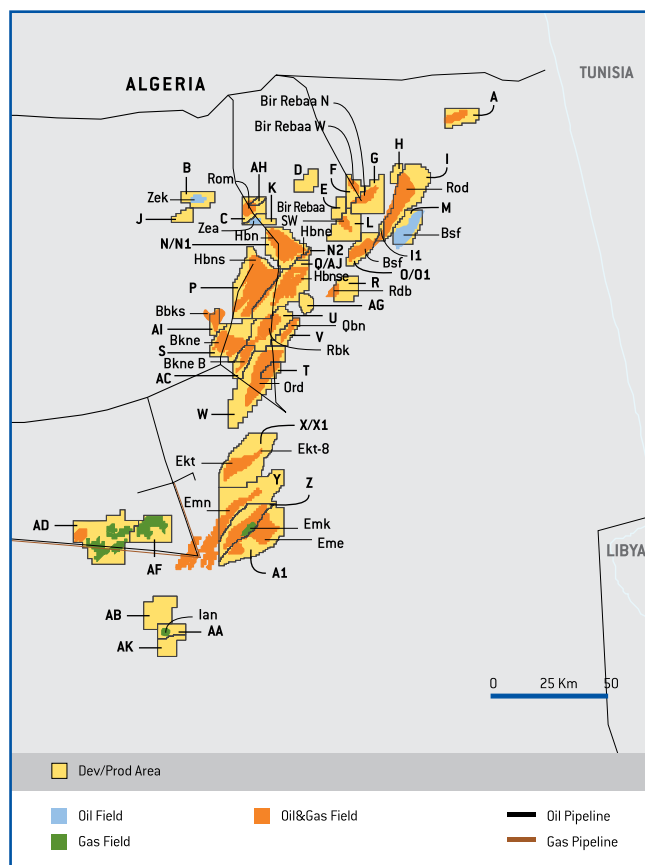 ALGERIA
TUNISIA
Bir Rebaa N
A
Bir Rebaa W
H
I
G
F
D
B
Rom
AH
K
E
Rod
Zek
Bir Rebaa
SW
M
J
C
Zea
L
Hbne
Bsf
Hbn
N/N1
N2
I1
Bsf
O/O1
Hbns
Q/AJ
Hbnse
P
R
Rdb
AG
Bbks
U
Qbn
AI
V
Bkne
Rbk
S
Bkne B
T
AC
Ord
W
X/X1
Ekt-8
Ekt
Y
Z
Emn
AD
Emk
Eme
AF
A1
LIBYA
AB
Ian
AA
AK
0 25 Km 50
Dev/Prod Area
Oil Field
Oil&Gas Field
Oil Pipeline
Gas Field
Gas Pipeline